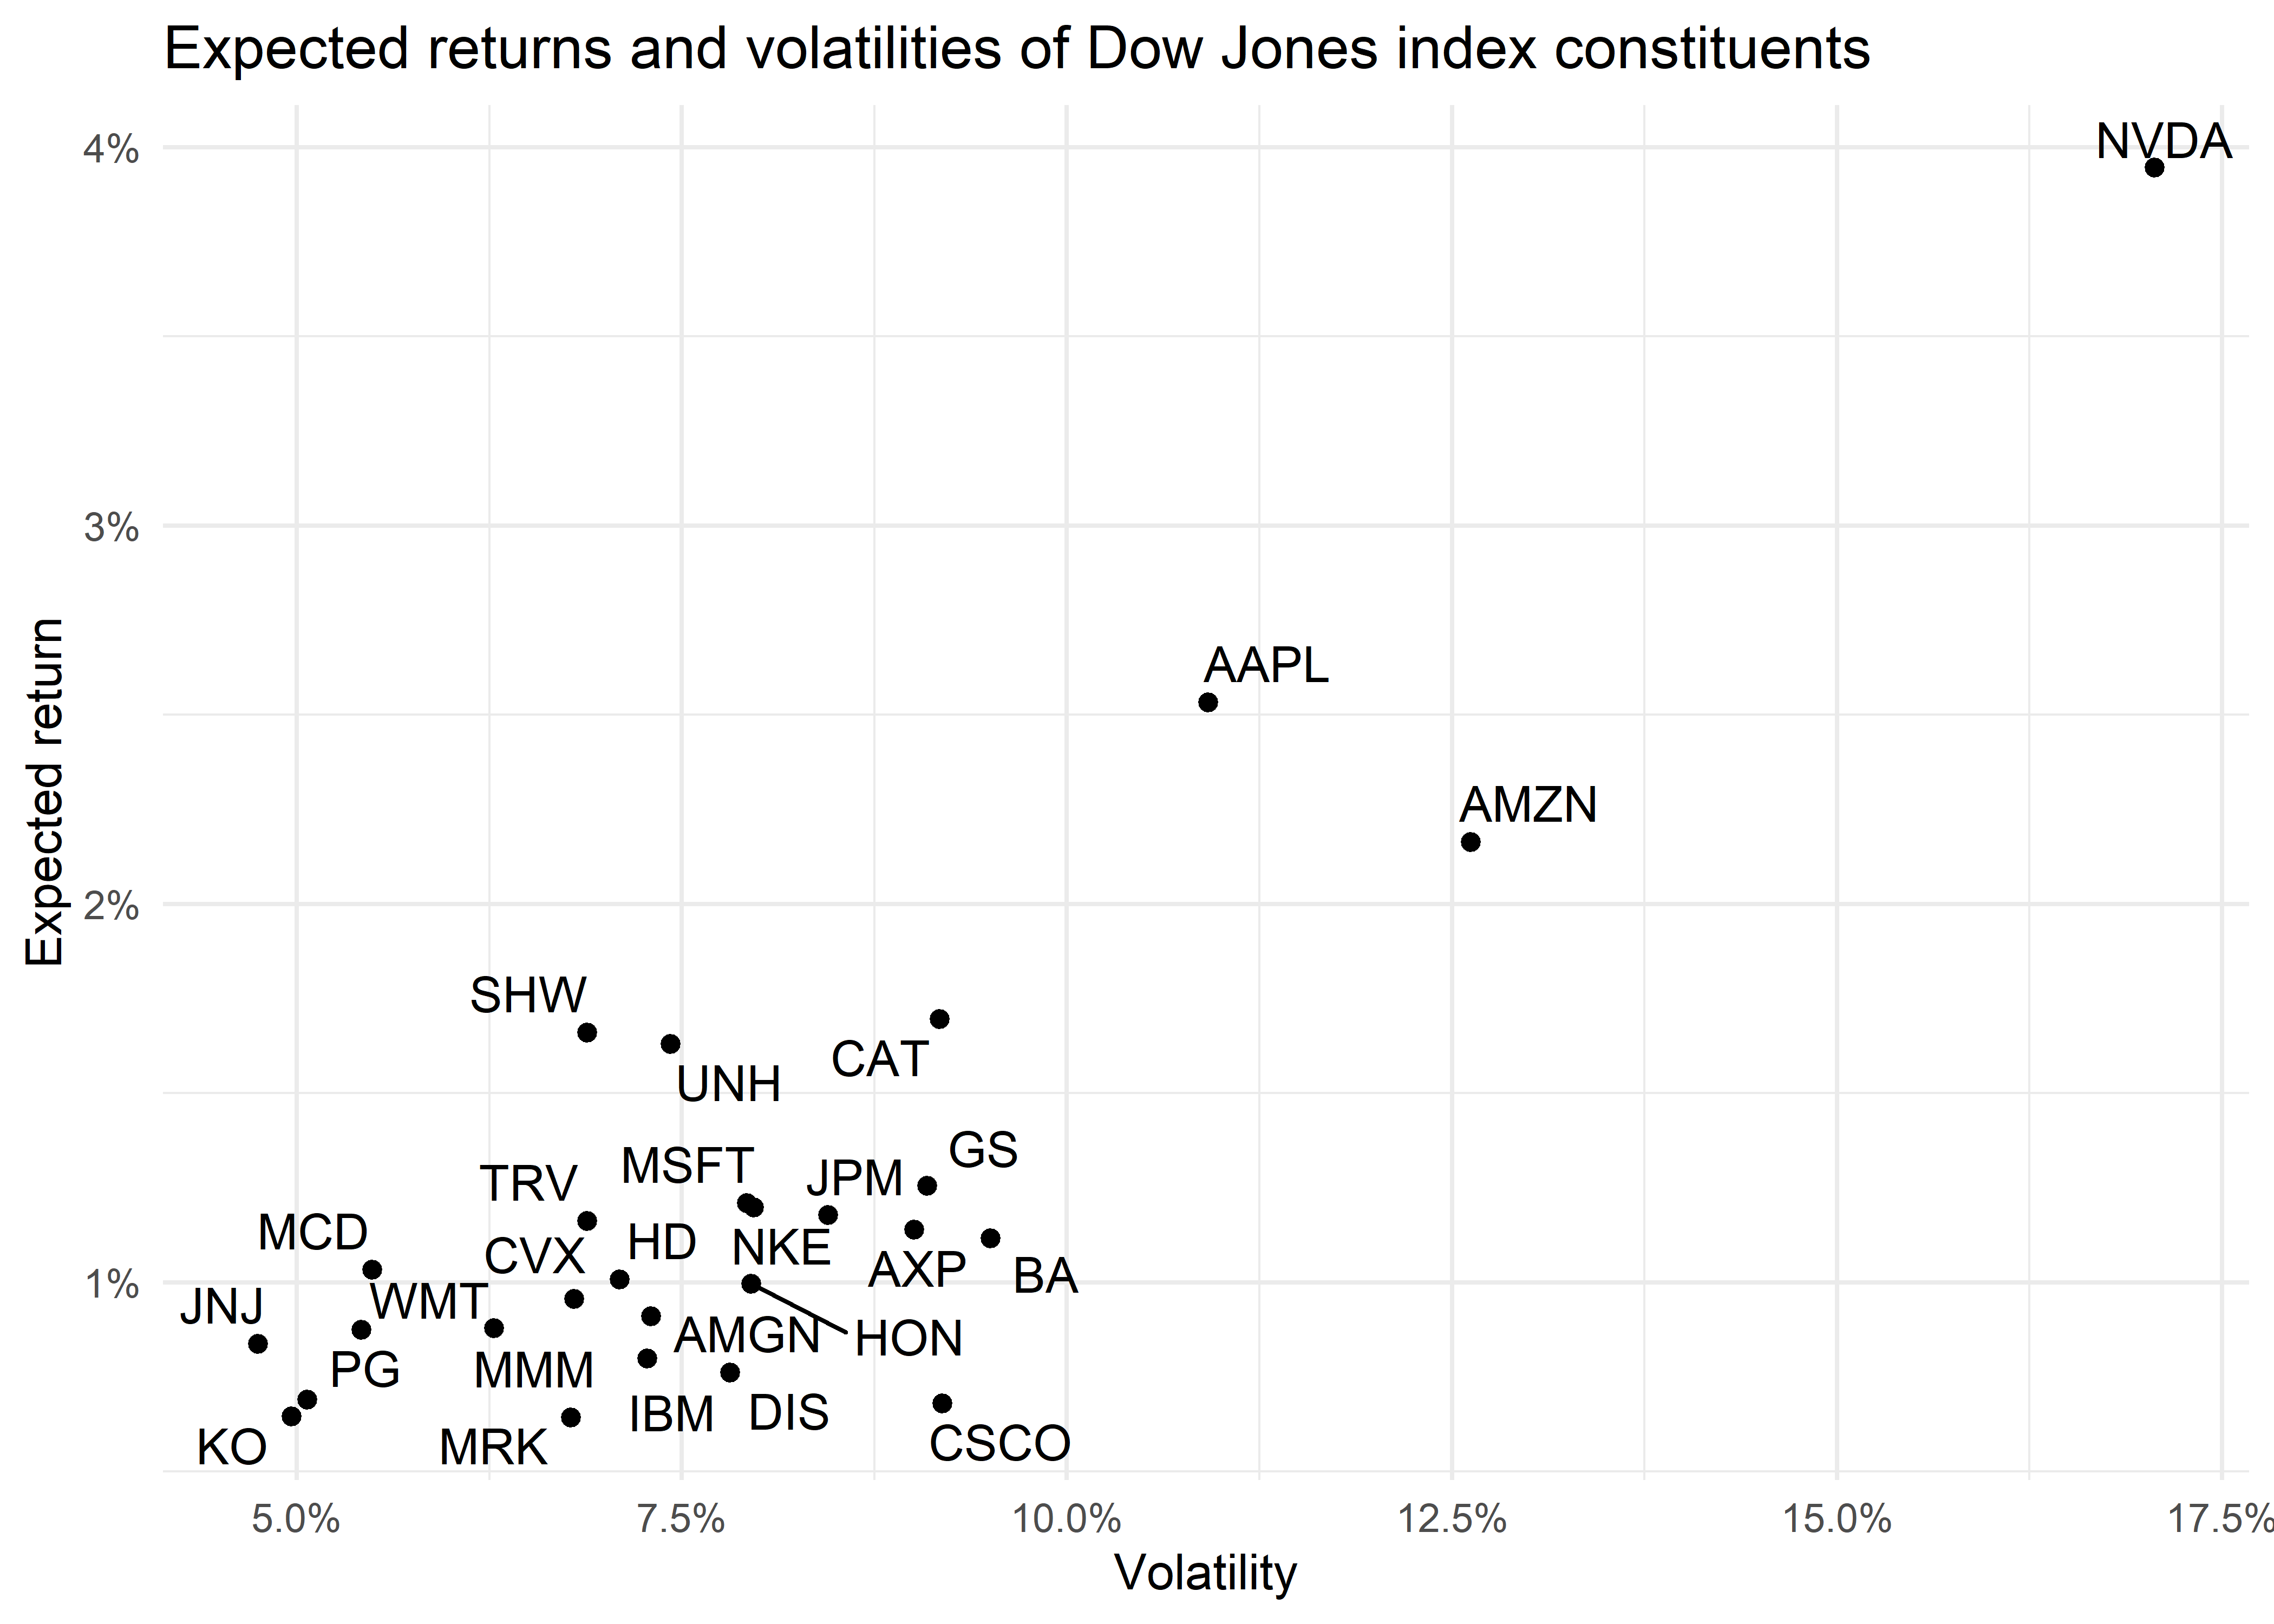 Expected returns and volatilities of Dow Jones index constituents
4%
3%
2%
1%
Expected return
NVDA
AAPL
AMZN
SHW
CAT
UNH
GS
MSFT
JPM
TRV
MCD
HD
NKE
CVX
AXP
BA
WMT
JNJ
AMGN
HON
PG
MMM
IBM
DIS
KO
MRK
CSCO
5.0%
7.5%
10.0%
12.5%
15.0%
17.5%
Volatility